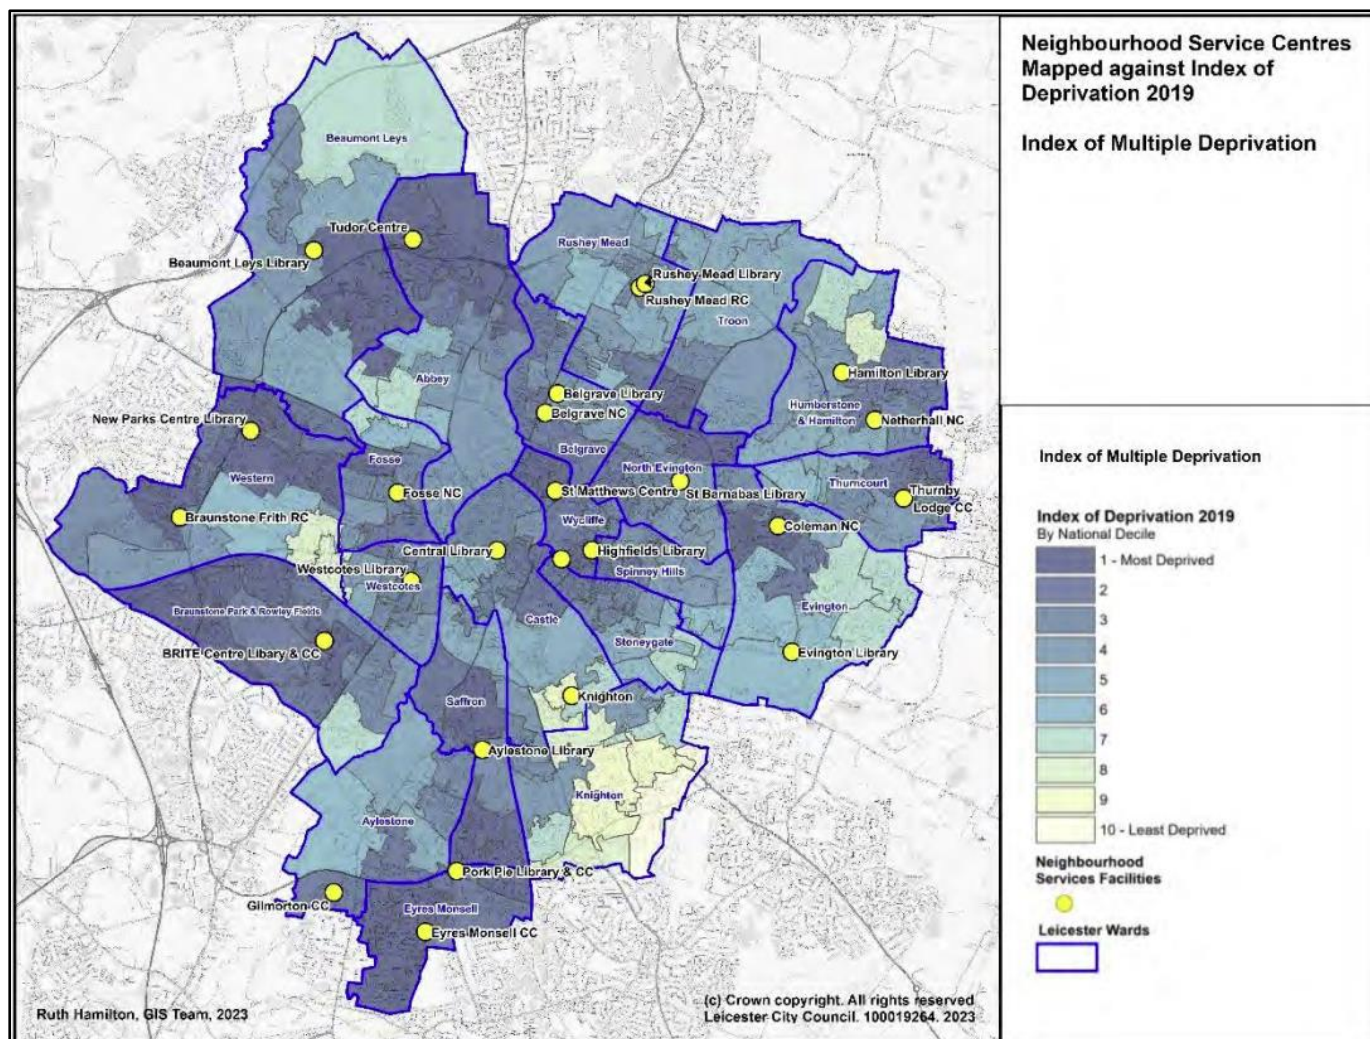 Neighbourhood Service Centres
Mapped against Index of
Deprivation 2019
Index of Multiple Deprivation
Beaumont Leys
Tudor Centre
Beaumont Leys Library
Rushey Mead
Rushey Mead Library
Rushey Mead RC
Troon
Abbey
Hamilton Library
Belgrave Library
Belgrave NC
Humberstone
& Hamilton
Netherhall NC
New Parks Centre Library
Belgrave
Fosse
Western
North Evington
Thurncourt
Fosse NC
St Matthews Centre
St Barnabas Library
Thurnby
Lodge CC
Braunstone Frith RC
Wycliffe
Coleman NC
Central Library
Highfields Library
Westcotes Library
Westcotes
Spinney Hills
Braunstone Park & Rowley Fields
Castle
Evington
Stoneygate
BRITE Centre Libary & CC
Evington Library
Saffron
Knighton
Aylestone Library
Knighton
Aylestone
Pork Pie Library & CC
Gilmorton CC
Eyres Monsell
Eyres Monsell CC
Ruth Hamilton, GIS Team, 2023
(c) Crown copyright. All rights reserved
Leicester City Council. 100019264. 2023
Index of Multiple Deprivation
Index of Deprivation 2019
By National Decile
1 - Most Deprived
2
3
4
5
6
7
8
9
10 - Least Deprived
Neighbourhood
Services Facilities
Leicester Wards